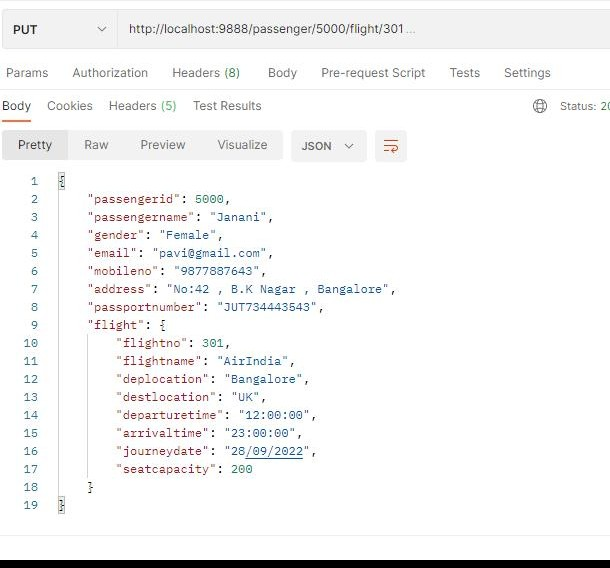 PUT http://localhost:9888/passenger/5000/flight/301...
Params Authorization Headers (8) Body Pre-request Script Tests Settings
Body Cookies Headers (5) Test Results Status: 20
Pretty Raw Preview Visualize JSON
1 {
2 "passengerid": 5000,
3 "passengername": "Janani",
4 "gender": "Female",
5 "email": "pavi@gmail.com",
6 "mobileno": "9877887643",
7 "address": "No:42 , B.K Nagar , Bangalore",
8 "passportnumber": "JUT734443543",
9 "flight": {
10 "flightno": 301,
11 "flightname": "AirIndia",
12 "deplocation": "Bangalore",
13 "destlocation": "UK",
14 "departuretime": "12:00:00",
15 "arrivaltime": "23:00:00",
16 "journeydate": "28/09/2022",
17 "seatcapacity": 200
18 }
19 }